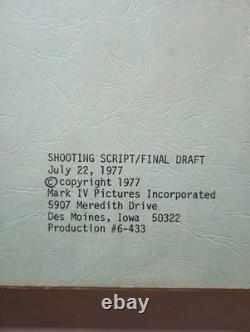 SHOOTING SCRIPT/FINAL DRAFT
July 22, 1977
©copyright 1977
Mark IV Pictures Incorporated
5907 Meredith Drive
Des Moines, Iowa 50322
Production #6-433
ebay